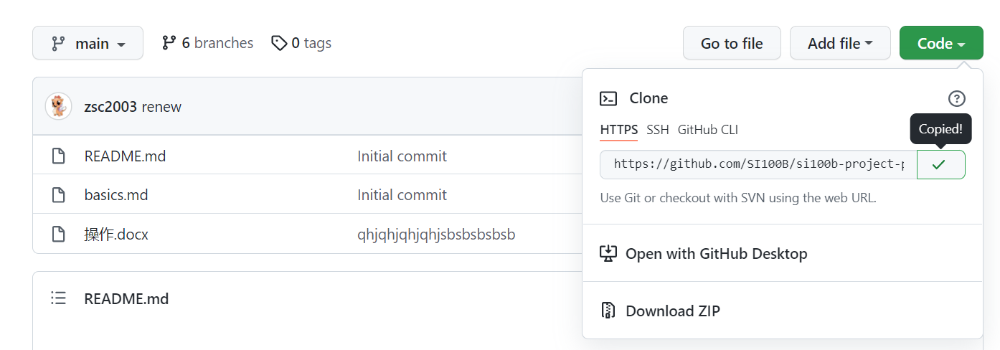 main 6 branches 0 tags Go to file Add file Code
zsc2003 renew
README.md Initial commit
basics.md Initial commit
操作.docx qhjqhjqhjqhjsbsbsbsbsb
README.md
Clone
Copied!
HTTPS SSH GitHub CLI
https://github.com/SI100B/si100b-project-p
Use Git or checkout with SVN using the web URL.
Open with GitHub Desktop
Download ZIP